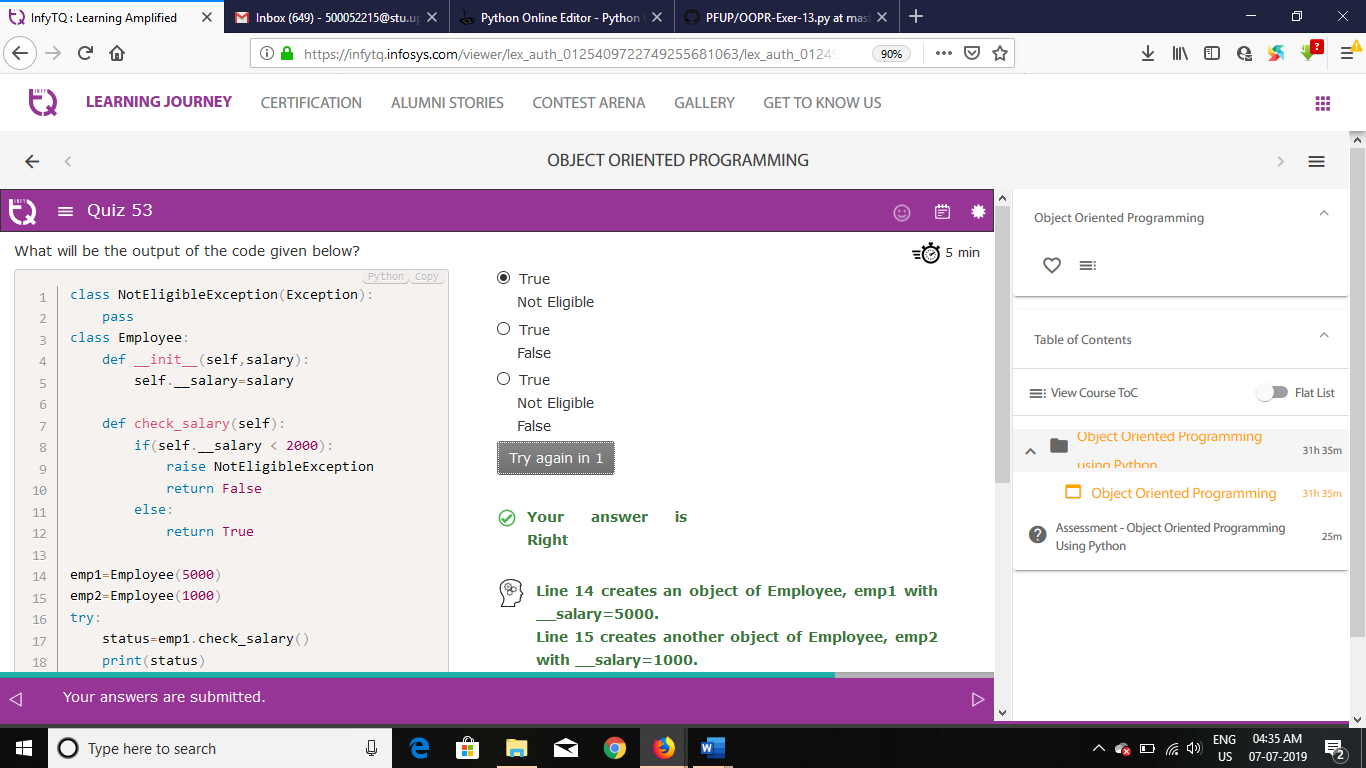 InfyTQ : Learning Amplified
Inbox (649) - 500052215@stu.up
Python Online Editor - Python
PFUP/OOPR-Exer-13.py at mas
https://infytq.infosys.com/viewer/lex_auth_0125409722749255681063/lex_auth_0124
90%
INFY TQ
LEARNING JOURNEY
CERTIFICATION
ALUMNI STORIES
CONTEST ARENA
GALLERY
GET TO KNOW US
OBJECT ORIENTED PROGRAMMING
INFY TQ
Quiz 53
What will be the output of the code given below?
5 min
Python Copy
1 class NotEligibleException(Exception):
2     pass
3 class Employee:
4     def __init__(self,salary):
5         self.__salary=salary
6
7     def check_salary(self):
8         if(self.__salary < 2000):
9             raise NotEligibleException
10             return False
11         else:
12             return True
13
14 emp1=Employee(5000)
15 emp2=Employee(1000)
16 try:
17     status=emp1.check_salary()
18     print(status)
True
Not Eligible
True
False
True
Not Eligible
False
Try again in 1
Your answer is
Right
Line 14 creates an object of Employee, emp1 with
__salary=5000.
Line 15 creates another object of Employee, emp2
with __salary=1000.
Your answers are submitted.
Object Oriented Programming
Table of Contents
View Course ToC
Flat List
Object Oriented Programming
using Python
31h 35m
Object Oriented Programming
31h 35m
Assessment - Object Oriented Programming
Using Python
25m
Type here to search
ENG
US
04:35 AM
07-07-2019
2